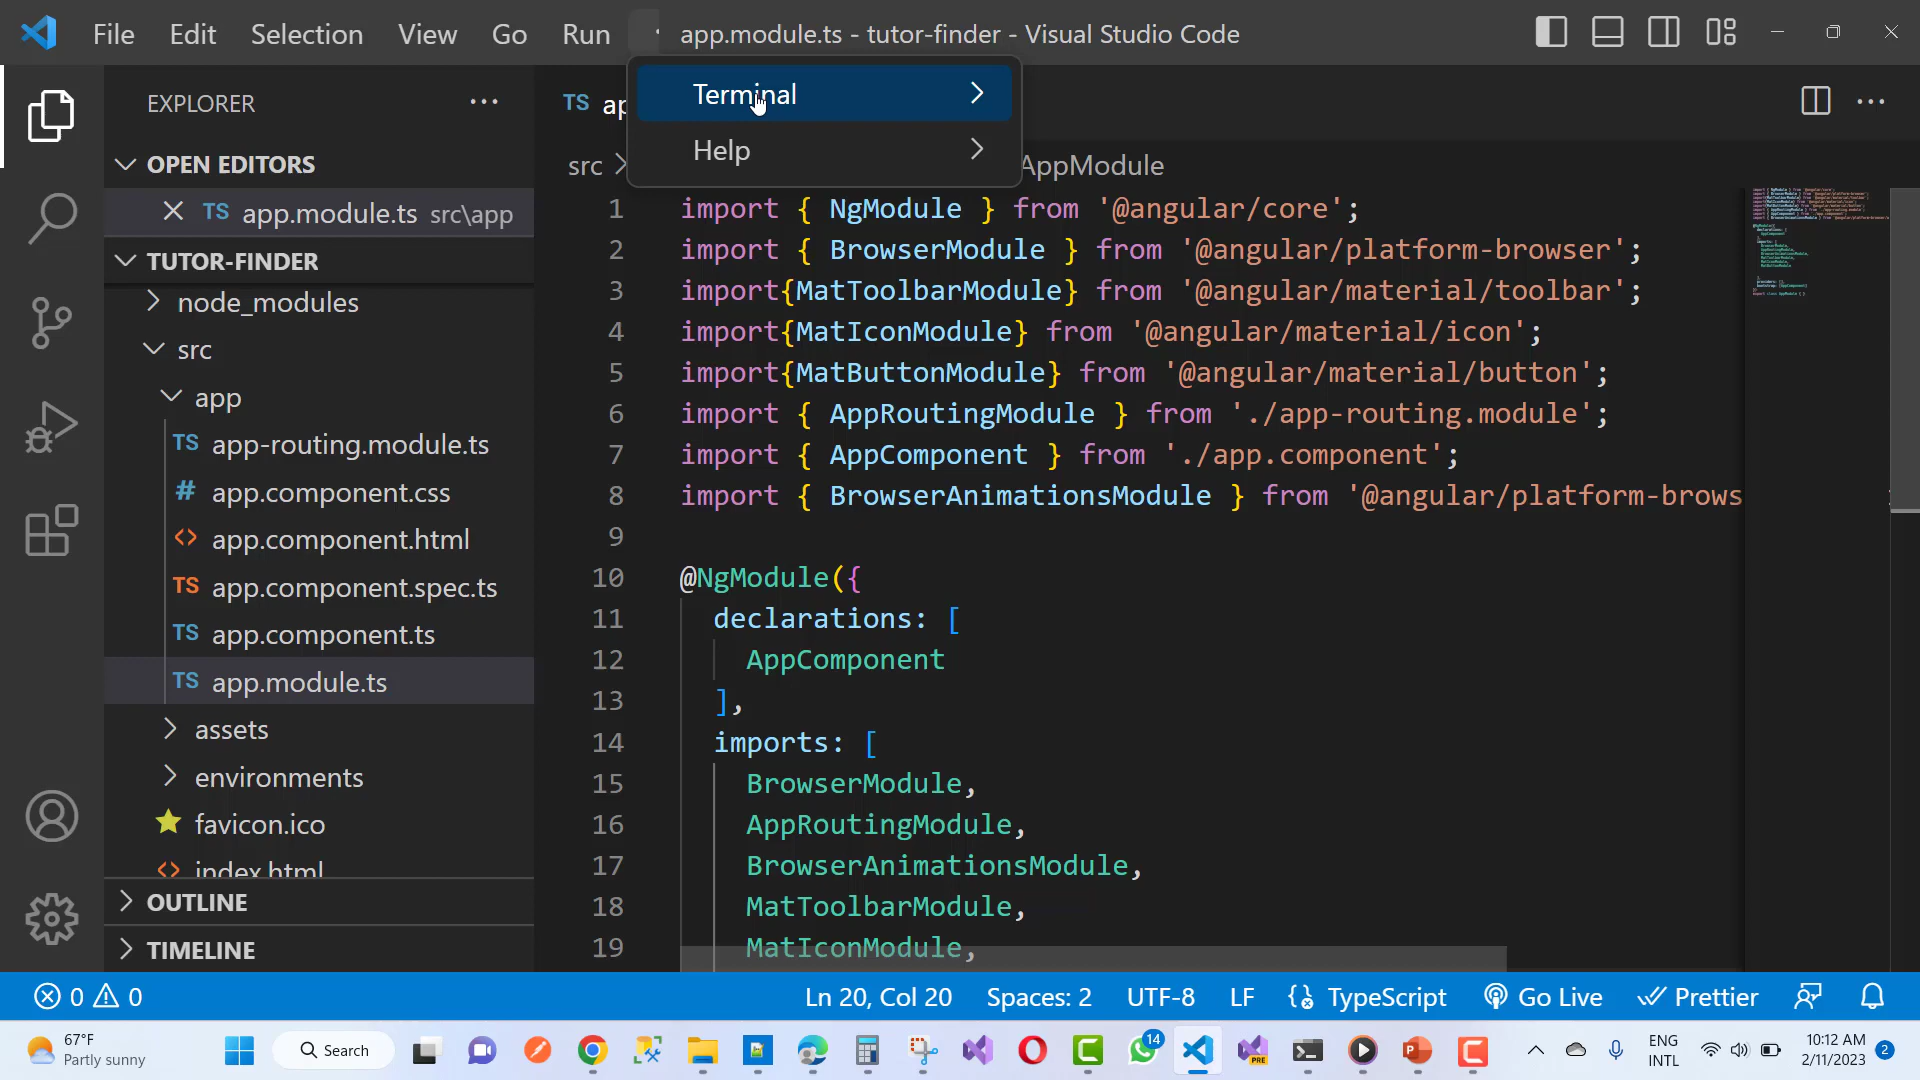 File Edit Selection View Go Run app.module.ts - tutor-finder - Visual Studio Code
Terminal
Help
EXPLORER
OPEN EDITORS
TS app.module.ts src\app
TUTOR-FINDER
node_modules
src
app
TS app-routing.module.ts
# app.component.css
<> app.component.html
TS app.component.spec.ts
TS app.component.ts
TS app.module.ts
assets
environments
favicon.ico
<> index.html
OUTLINE
TIMELINE
TS ap
src > AppModule
1 import { NgModule } from '@angular/core';
2 import { BrowserModule } from '@angular/platform-browser';
3 import{MatToolbarModule} from '@angular/material/toolbar';
4 import{MatIconModule} from '@angular/material/icon';
5 import{MatButtonModule} from '@angular/material/button';
6 import { AppRoutingModule } from './app-routing.module';
7 import { AppComponent } from './app.component';
8 import { BrowserAnimationsModule } from '@angular/platform-brows
9
10 @NgModule({
11 declarations: [
12 AppComponent
13 ],
14 imports: [
15 BrowserModule,
16 AppRoutingModule,
17 BrowserAnimationsModule,
18 MatToolbarModule,
19 MatIconModule,
0 0 Ln 20, Col 20 Spaces: 2 UTF-8 LF {} TypeScript Go Live Prettier
67°F
Partly sunny
Search
14
PRE
ENG
INTL
10:12 AM
2/11/2023
2